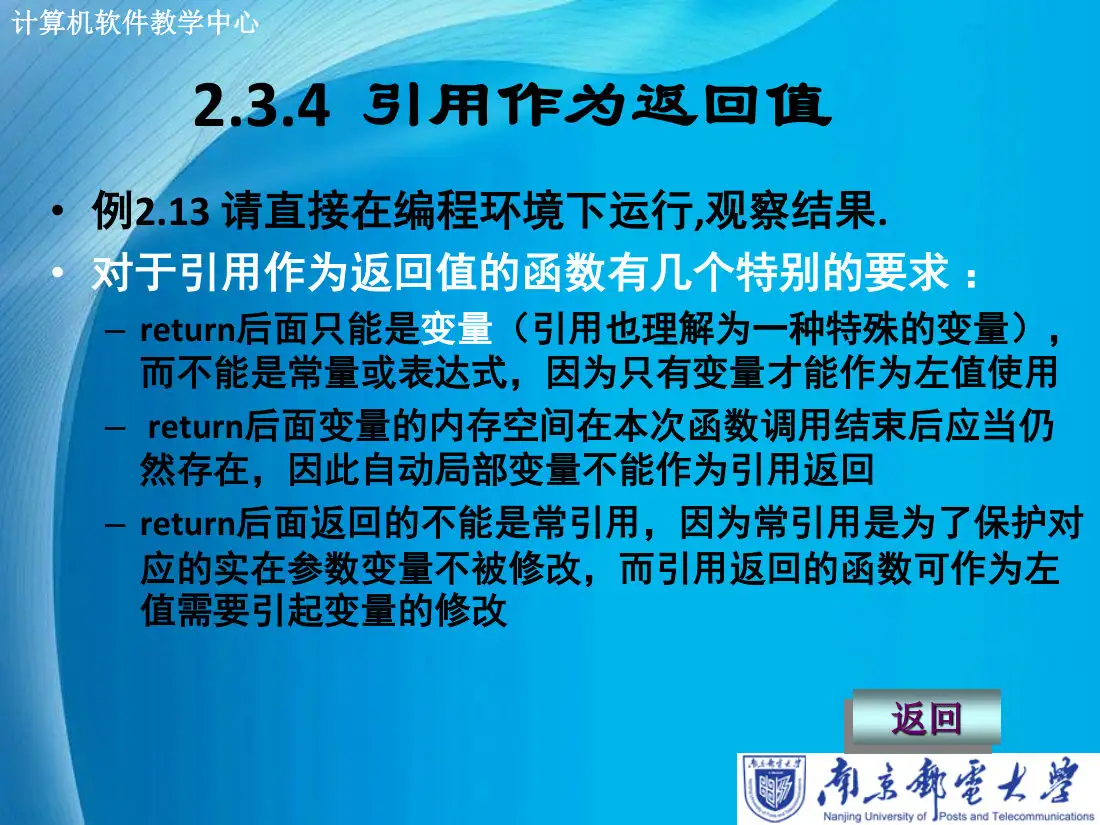 计算机软件教学中心
2.3.4 引用作为返回值
• 例2.13 请直接在编程环境下运行,观察结果.
• 对于引用作为返回值的函数有几个特别的要求：
– return后面只能是变量（引用也理解为一种特殊的变量），
而不能是常量或表达式，因为只有变量才能作为左值使用
– return后面变量的内存空间在本次函数调用结束后应当仍
然存在，因此自动局部变量不能作为引用返回
– return后面返回的不能是常引用，因为常引用是为了保护对
应的实在参数变量不被修改，而引用返回的函数可作为左
值需要引起变量的修改
返回
南京郵電大學
Nanjing University of Posts and Telecommunications